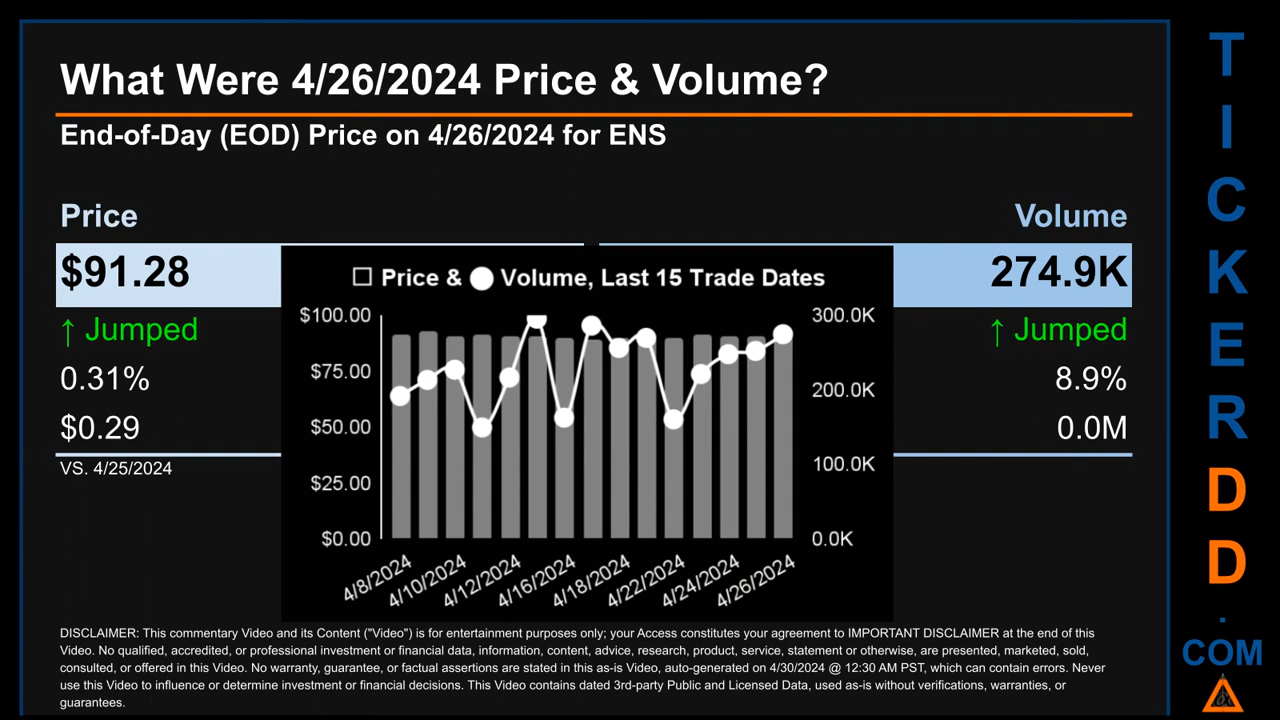 What Were 4/26/2024 Price & Volume?
End-of-Day (EOD) Price on 4/26/2024 for ENS
Price
Volume
$91.28
274.9K
↑ Jumped
↑ Jumped
0.31%
8.9%
$0.29
0.0M
VS. 4/25/2024
Price & Volume, Last 15 Trade Dates
$100.00
$75.00
$50.00
$25.00
$0.00
300.0K
200.0K
100.0K
0.0K
4/8/2024
4/10/2024
4/12/2024
4/16/2024
4/18/2024
4/22/2024
4/24/2024
4/26/2024
DISCLAIMER: This commentary Video and its Content ("Video") is for entertainment purposes only; your Access constitutes your agreement to IMPORTANT DISCLAIMER at the end of this
Video. No qualified, accredited, or professional investment or financial data, information, content, advice, research, product, service, statement or otherwise, are presented, marketed, sold,
consulted, or offered in this Video. No warranty, guarantee, or factual assertions are stated in this as-is Video, auto-generated on 4/30/2024 @ 12:30 AM PST, which can contain errors. Never
use this Video to influence or determine investment or financial decisions. This Video contains dated 3rd-party Public and Licensed Data, used as-is without verifications, warranties, or
guarantees.
T
I
C
K
E
R
D
D
.
COM